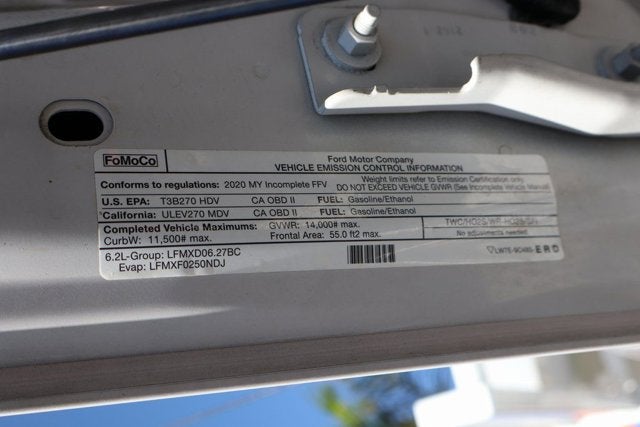 FoMoCo
Ford Motor Company
VEHICLE EMISSION CONTROL INFORMATION
Conforms to regulations: 2020 MY Incomplete FFV
Weight limits refer to Emission Certification only
DO NOT EXCEED VEHICLE GVWR (See Incomplete Vehicle Manual)
U.S. EPA: T3B270 HDV CA OBD II FUEL: Gasoline/Ethanol
*California: ULEV270 MDV CA OBD II FUEL: Gasoline/Ethanol
Completed Vehicle Maximums: GVWR: 14,000# max.
CurbW: 11,500# max. Frontal Area: 55.0 ft2 max.
No adjustments needed.
6.2L-Group: LFMXD06.27BC
Evap: LFMXF0250NDJ